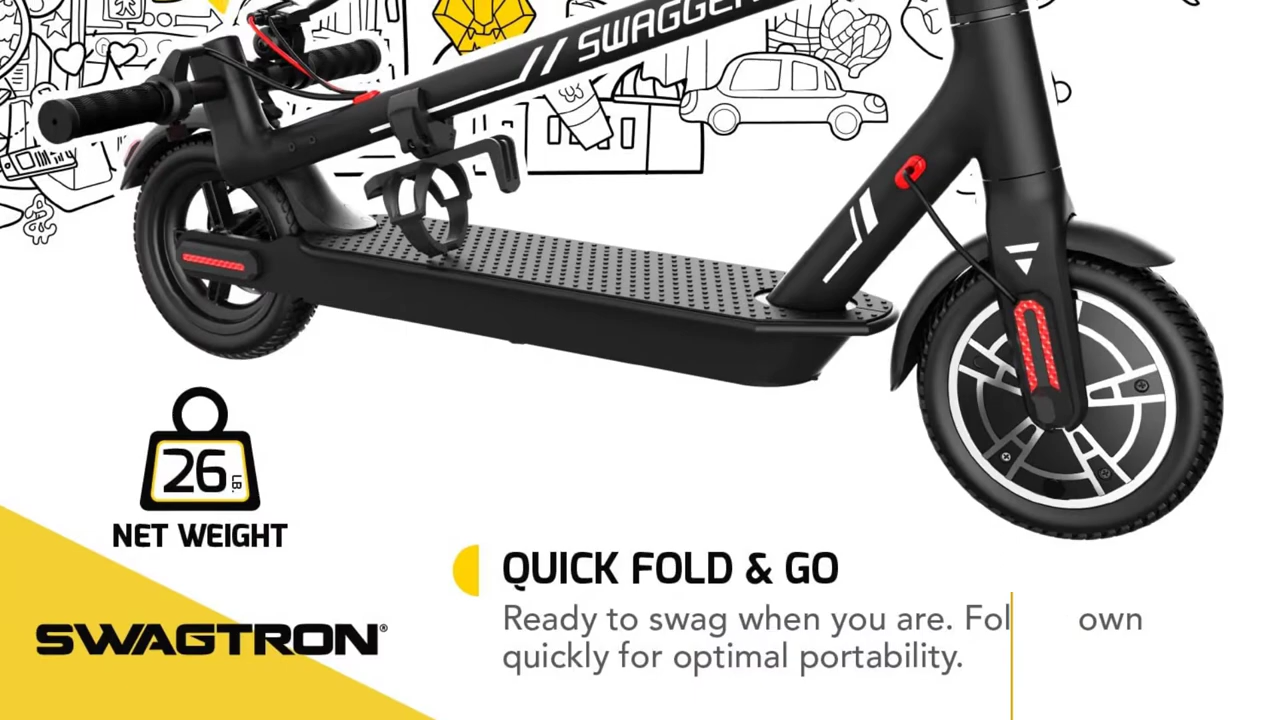 SWAGGER
26 LB.
NET WEIGHT
SWAGTRON®
QUICK FOLD & GO
Ready to swag when you are. Fol own
quickly for optimal portability.